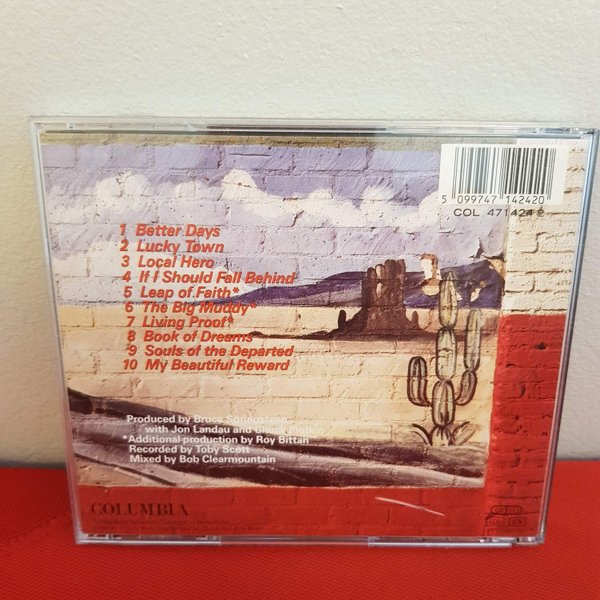 5 099747 142420
COL 471424 2
1 Better Days
2 Lucky Town
3 Local Hero
4 If I Should Fall Behind
5 Leap of Faith*
6 The Big Muddy*
7 Living Proof*
8 Book of Dreams
9 Souls of the Departed
10 My Beautiful Reward
Produced by Bruce Springsteen
with Jon Landau and Chuck Plotkin
*Additional production by Roy Bittan
Recorded by Toby Scott
Mixed by Bob Clearmountain
COLUMBIA